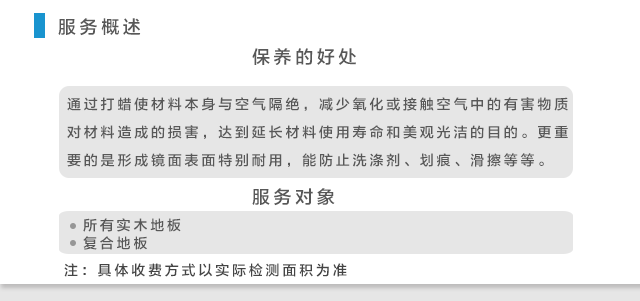 服务概述
保养的好处
通过打蜡使材料本身与空气隔绝，减少氧化或接触空气中的有害物质
对材料造成的损害，达到延长材料使用寿命和美观光洁的目的。更重
要的是形成镜面表面特别耐用，能防止洗涤剂、划痕、滑擦等等。
服务对象
所有实木地板
复合地板
注：具体收费方式以实际检测面积为准